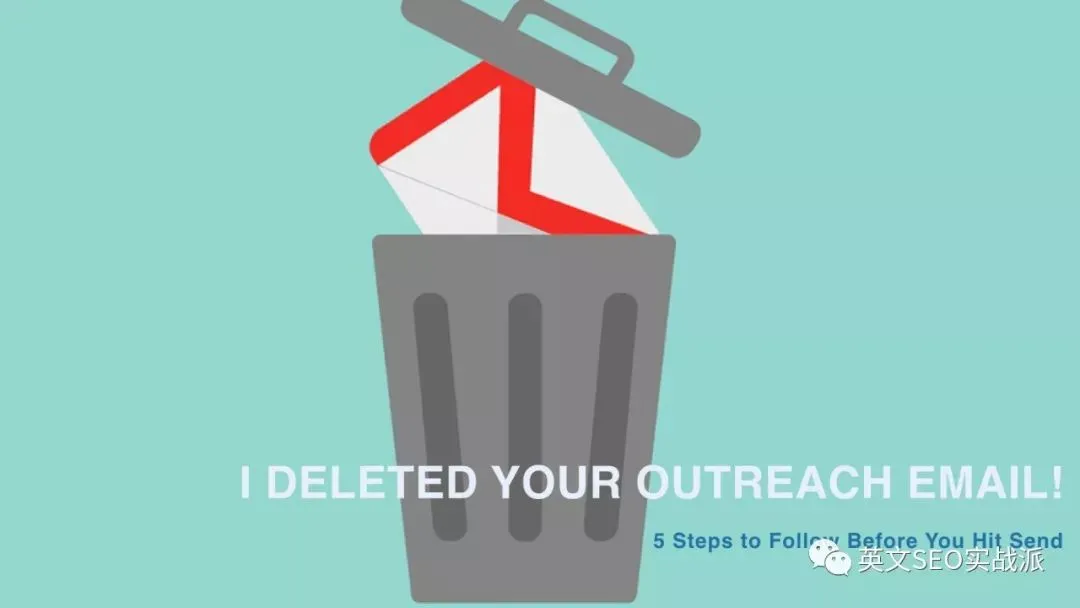 I DELETED YOUR OUTREACH EMAIL!
5 Steps to Follow Before You Hit Send
英文SEO实战派